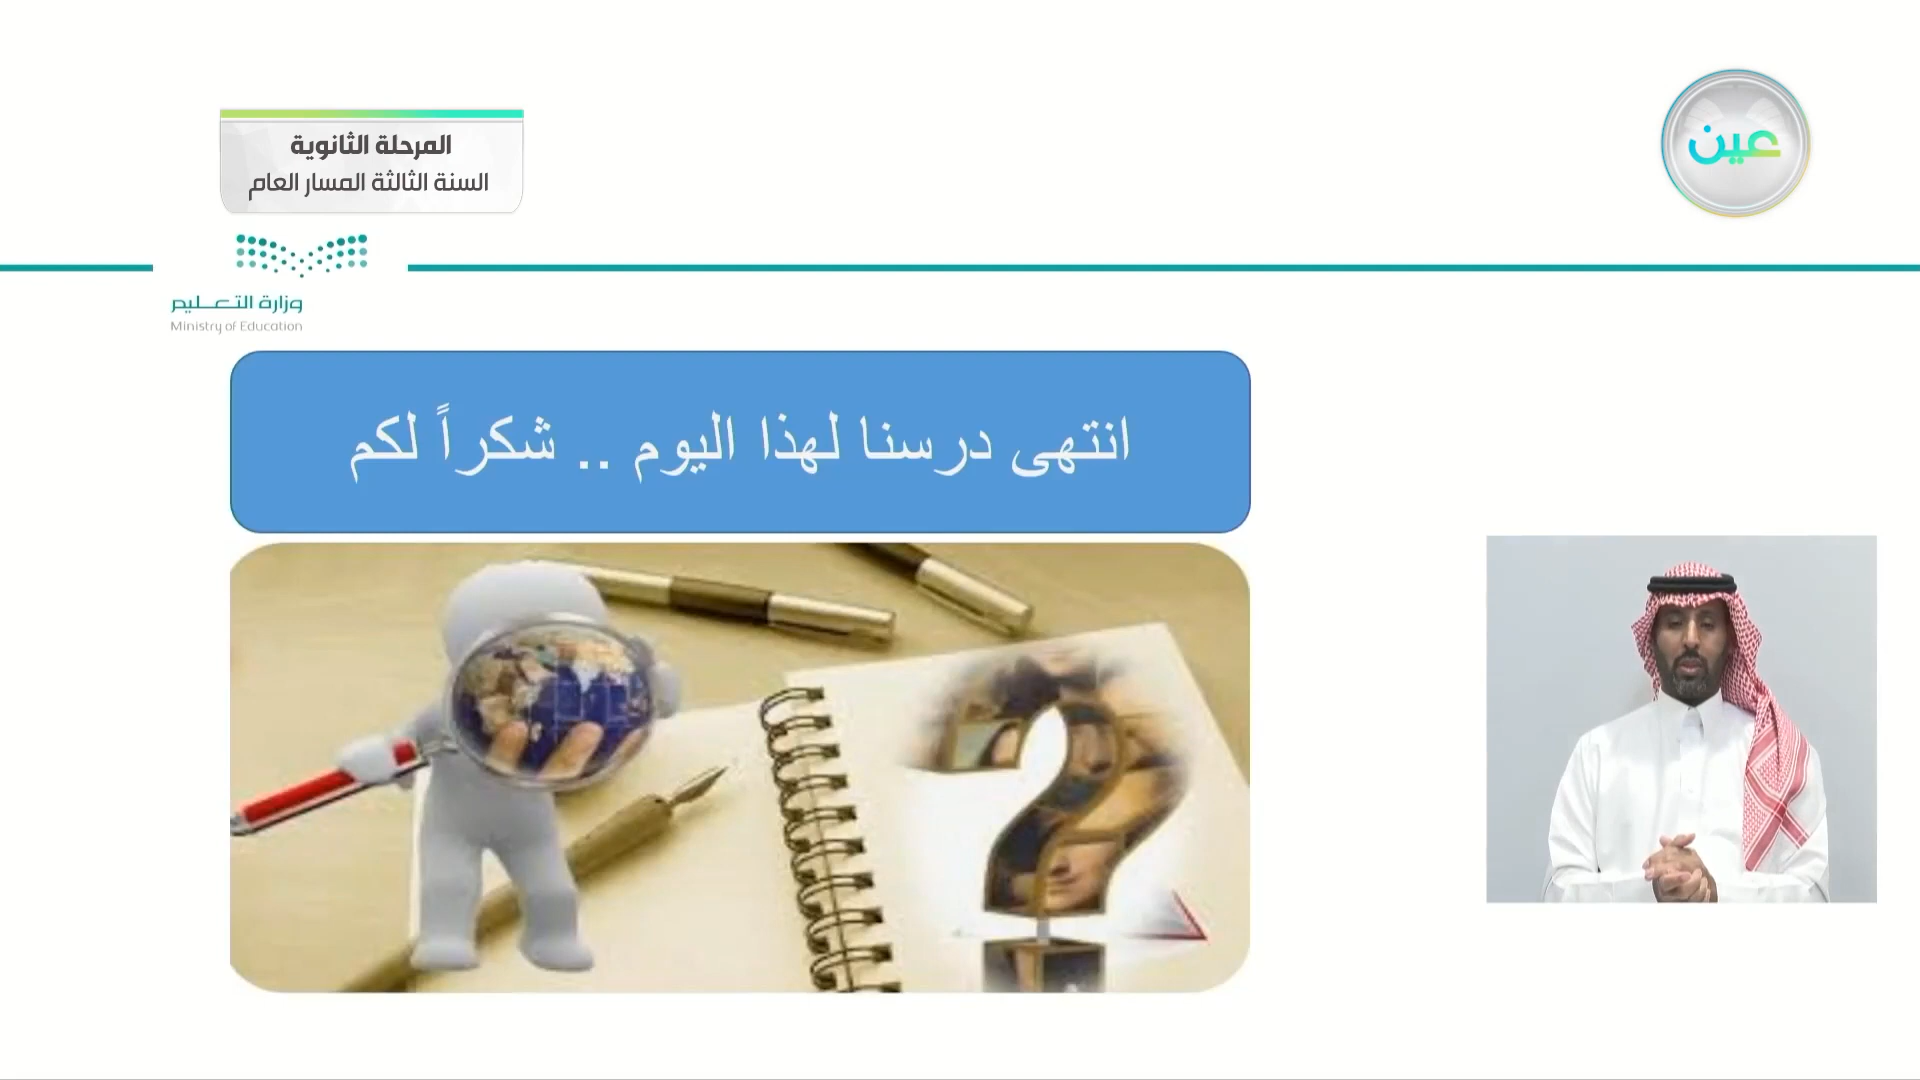 المرحلة الثانوية
السنة الثالثة المسار العام
عين
وزارة التعليم
Ministry of Education
انتهى درسنا لهذا اليوم .. شكراً لكم